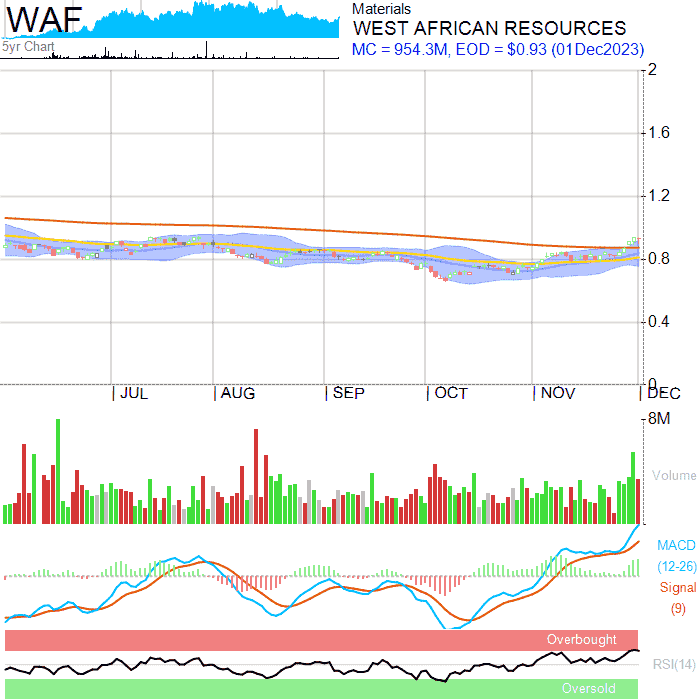 WAF
5yr Chart
Materials
WEST AFRICAN RESOURCES
MC = 954.3M, EOD = $0.93 (01Dec2023)
2
1.6
1.2
0.8
0.4
0
JUL AUG SEP OCT NOV DEC
8M
Volume
MACD
(12-26)
Signal
(9)
Overbought
RSI(14)
Oversold